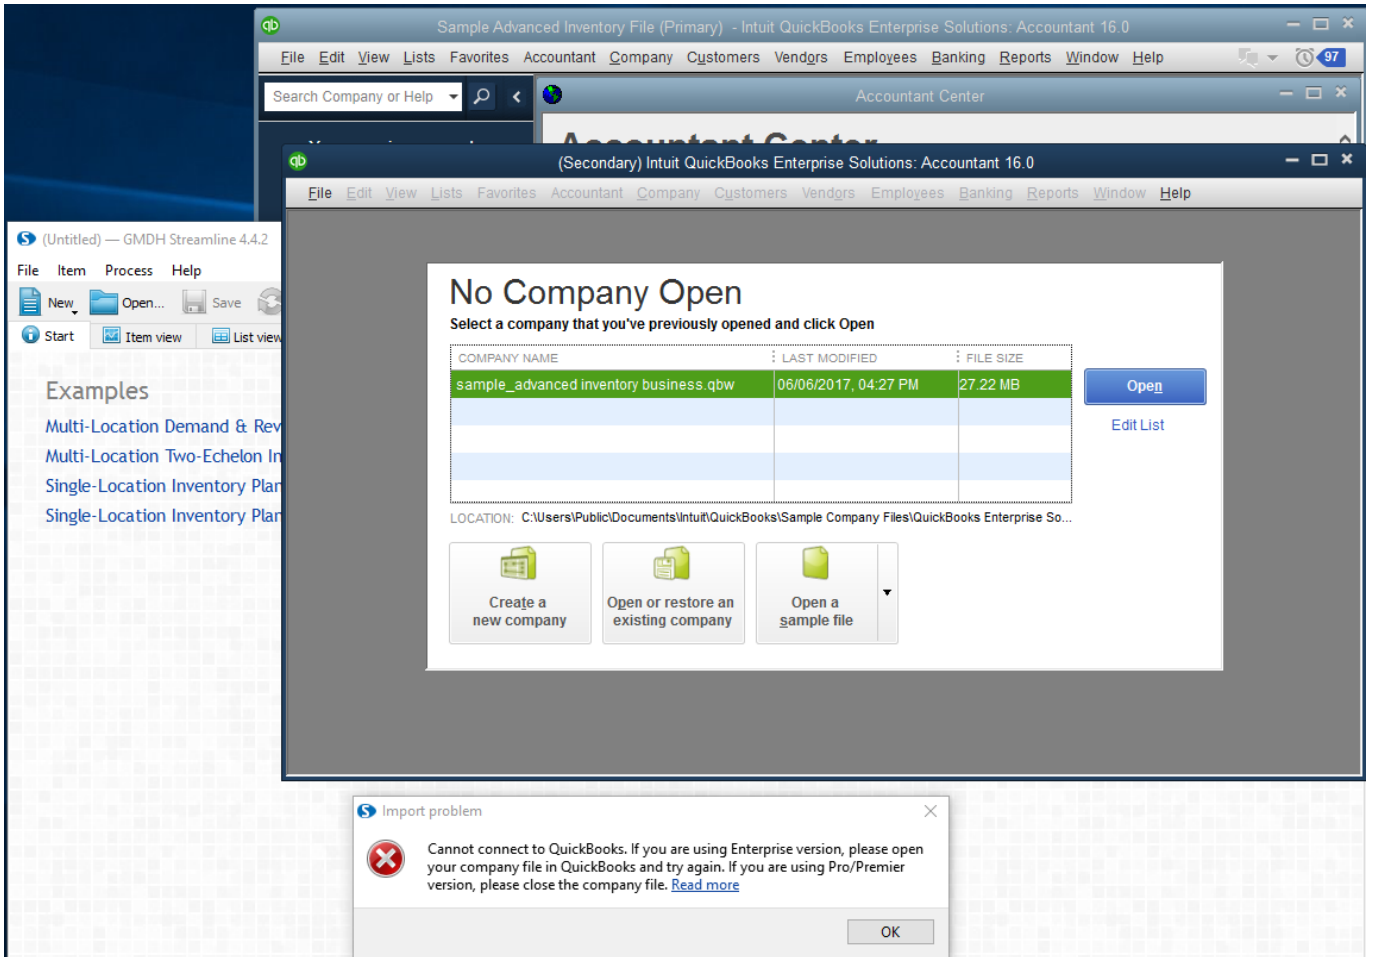 Sample Advanced Inventory File (Primary) - Intuit QuickBooks Enterprise Solutions: Accountant 16.0
File Edit View Lists Favorites Accountant Company Customers Vendors Employees Banking Reports Window Help 97
Search Company or Help
Accountant Center
Accountant Center
(Secondary) Intuit QuickBooks Enterprise Solutions: Accountant 16.0
File Edit View Lists Favorites Accountant Company Customers Vendors Employees Banking Reports Window Help
(Untitled) — GMDH Streamline 4.4.2
File Item Process Help
New Open... Save
Start Item view List view
Examples
Multi-Location Demand & Rev
Multi-Location Two-Echelon In
Single-Location Inventory Plan
Single-Location Inventory Plan
No Company Open
Select a company that you've previously opened and click Open
COMPANY NAME LAST MODIFIED FILE SIZE
sample_advanced inventory business.qbw 06/06/2017, 04:27 PM 27.22 MB
Open
Edit List
LOCATION: C:\Users\Public\Documents\Intuit\QuickBooks\Sample Company Files\QuickBooks Enterprise So...
Create a
new company
Open or restore an
existing company
Open a
sample file
Import problem
Cannot connect to QuickBooks. If you are using Enterprise version, please open
your company file in QuickBooks and try again. If you are using Pro/Premier
version, please close the company file. Read more
OK